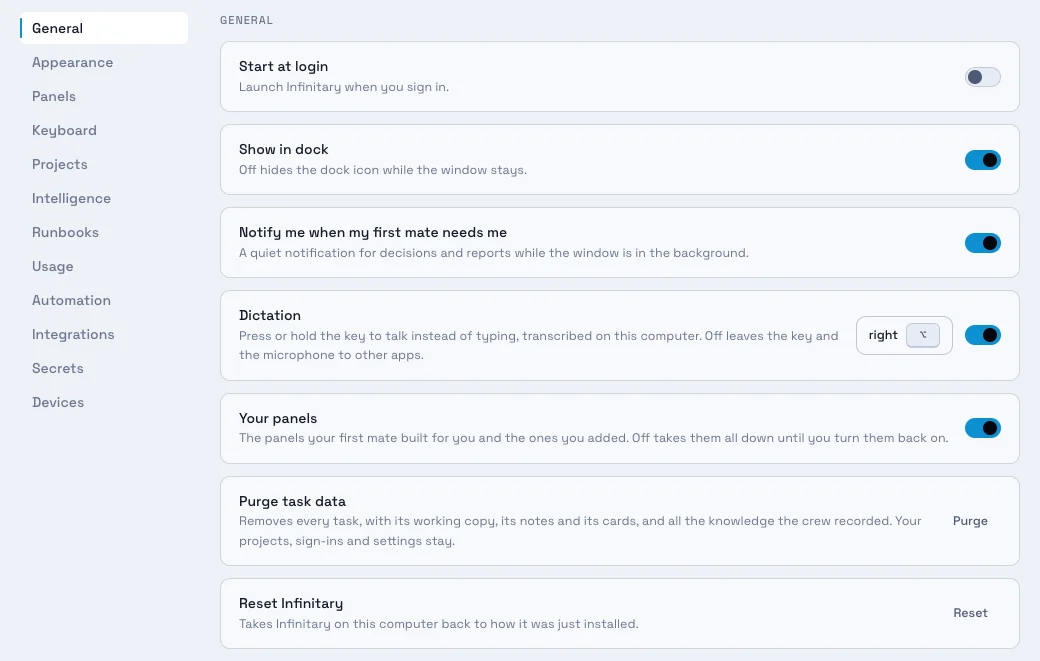 General
Appearance
Panels
Keyboard
Projects
Intelligence
Runbooks
Usage
Automation
Integrations
Secrets
Devices
GENERAL
Start at login
Launch Infinitary when you sign in.
Show in dock
Off hides the dock icon while the window stays.
Notify me when my first mate needs me
A quiet notification for decisions and reports while the window is in the background.
Dictation
Press or hold the key to talk instead of typing, transcribed on this computer. Off leaves the key and
the microphone to other apps.
right ⌥
Your panels
The panels your first mate built for you and the ones you added. Off takes them all down until you turn them back on.
Purge task data
Removes every task, with its working copy, its notes and its cards, and all the knowledge the crew recorded. Your
projects, sign-ins and settings stay.
Purge
Reset Infinitary
Takes Infinitary on this computer back to how it was just installed.
Reset